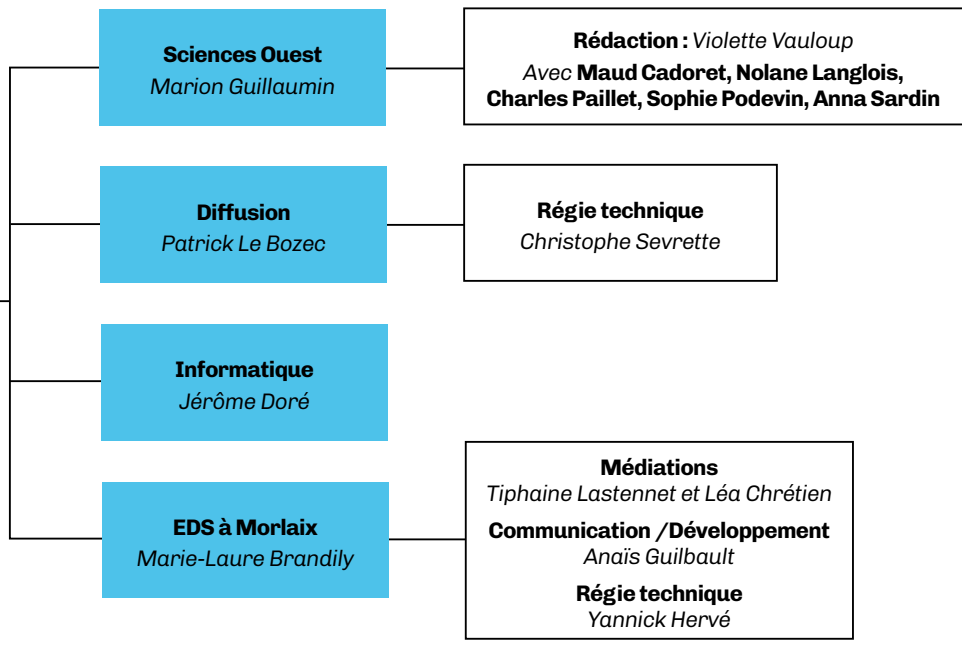 Sciences Ouest
Marion Guillaumin
Rédaction : Violette Vauloup
Avec Maud Cadoret, Nolane Langlois,
Charles Paillet, Sophie Podevin, Anna Sardin
Diffusion
Patrick Le Bozec
Régie technique
Christophe Sevrette
Informatique
Jérôme Doré
EDS à Morlaix
Marie-Laure Brandily
Médiations
Tiphaine Lastennet et Léa Chrétien
Communication /Développement
Anaïs Guilbault
Régie technique
Yannick Hervé